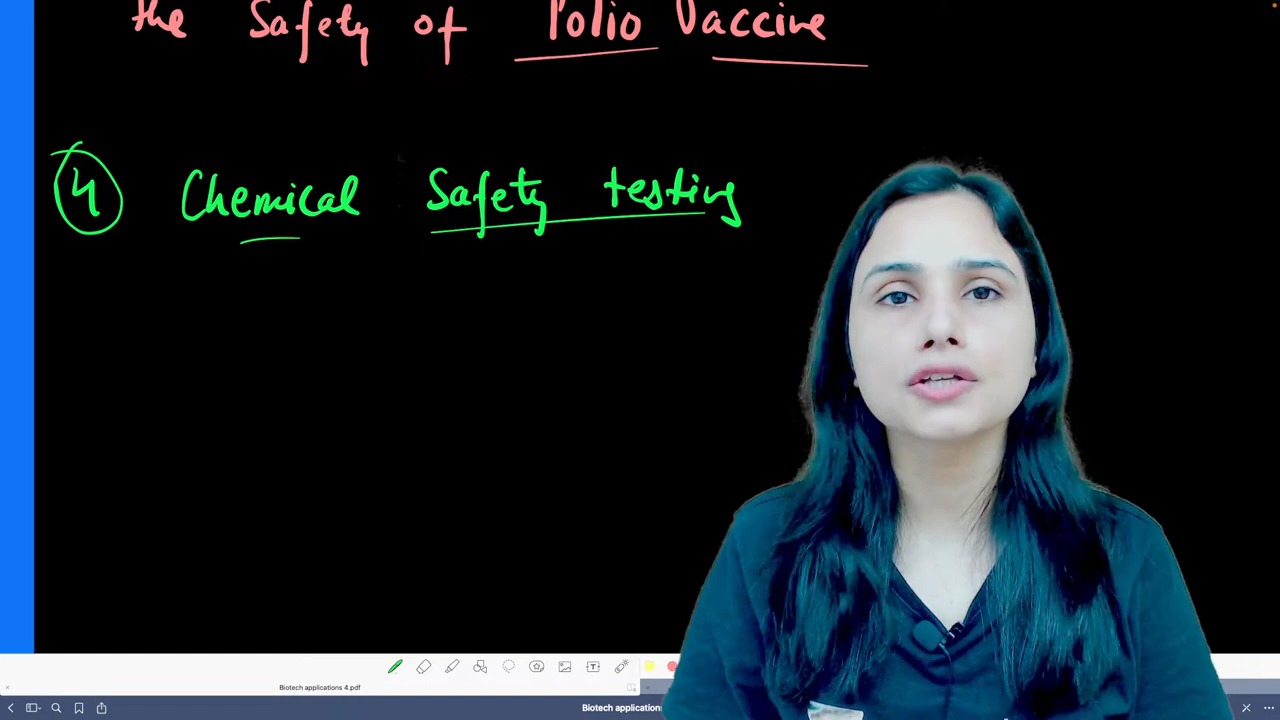 the Safety of Polio Vaccine
4 Chemical Safety testing
Biotech applications 4.pdf
Biotech application